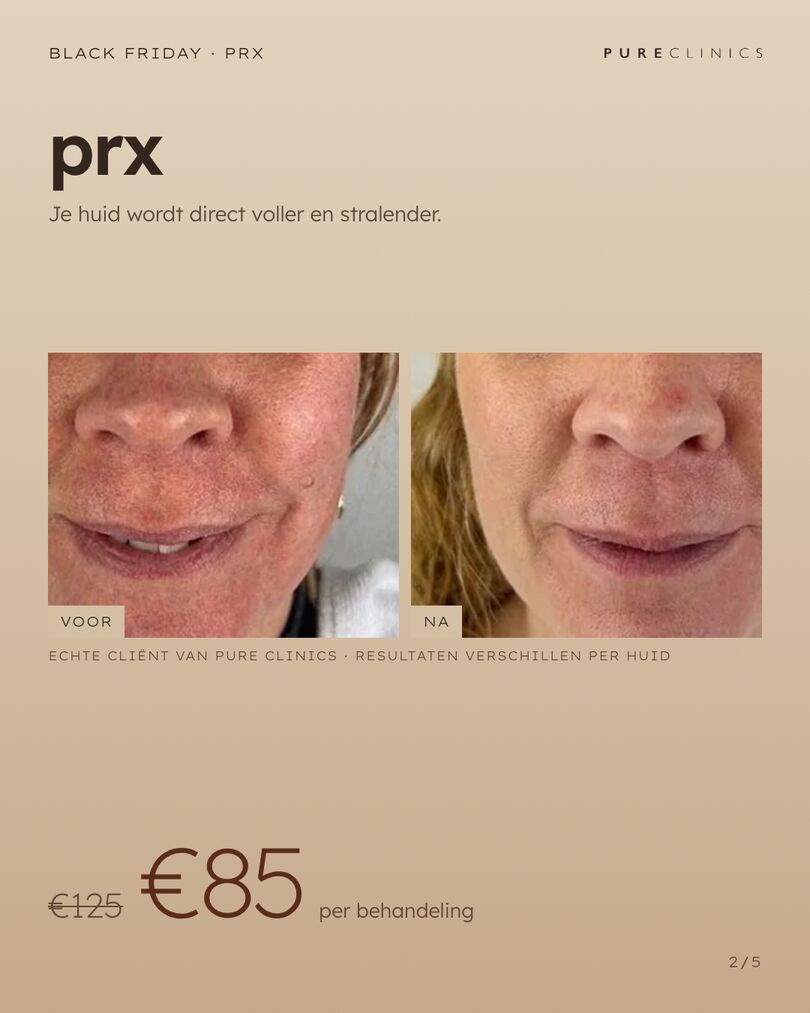 BLACK FRIDAY · PRX
PURECLINICS
prx
Je huid wordt direct voller en stralender.
VOOR
NA
ECHTE CLIËNT VAN PURE CLINICS · RESULTATEN VERSCHILLEN PER HUID
€125 €85 per behandeling
2/5